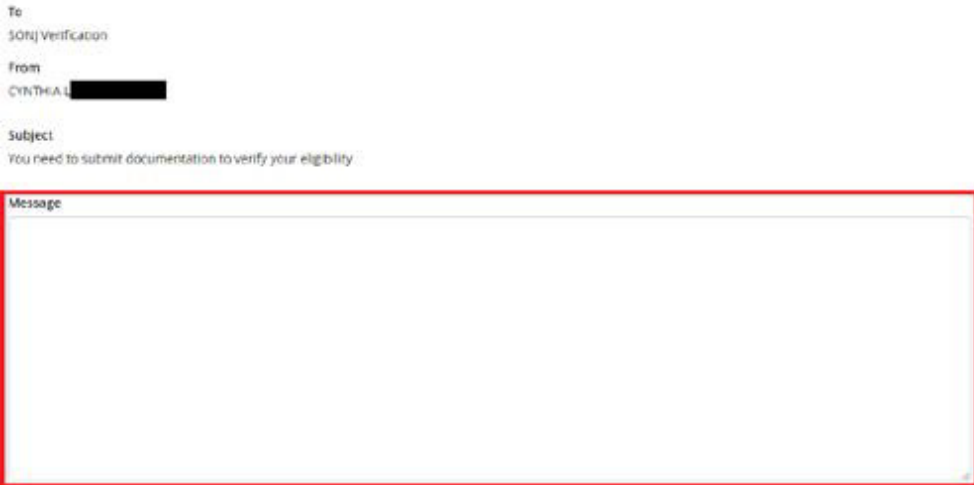 To
SONJ Verification
From
CYNTHIA L
Subject
You need to submit documentation to verify your eligibility
Message